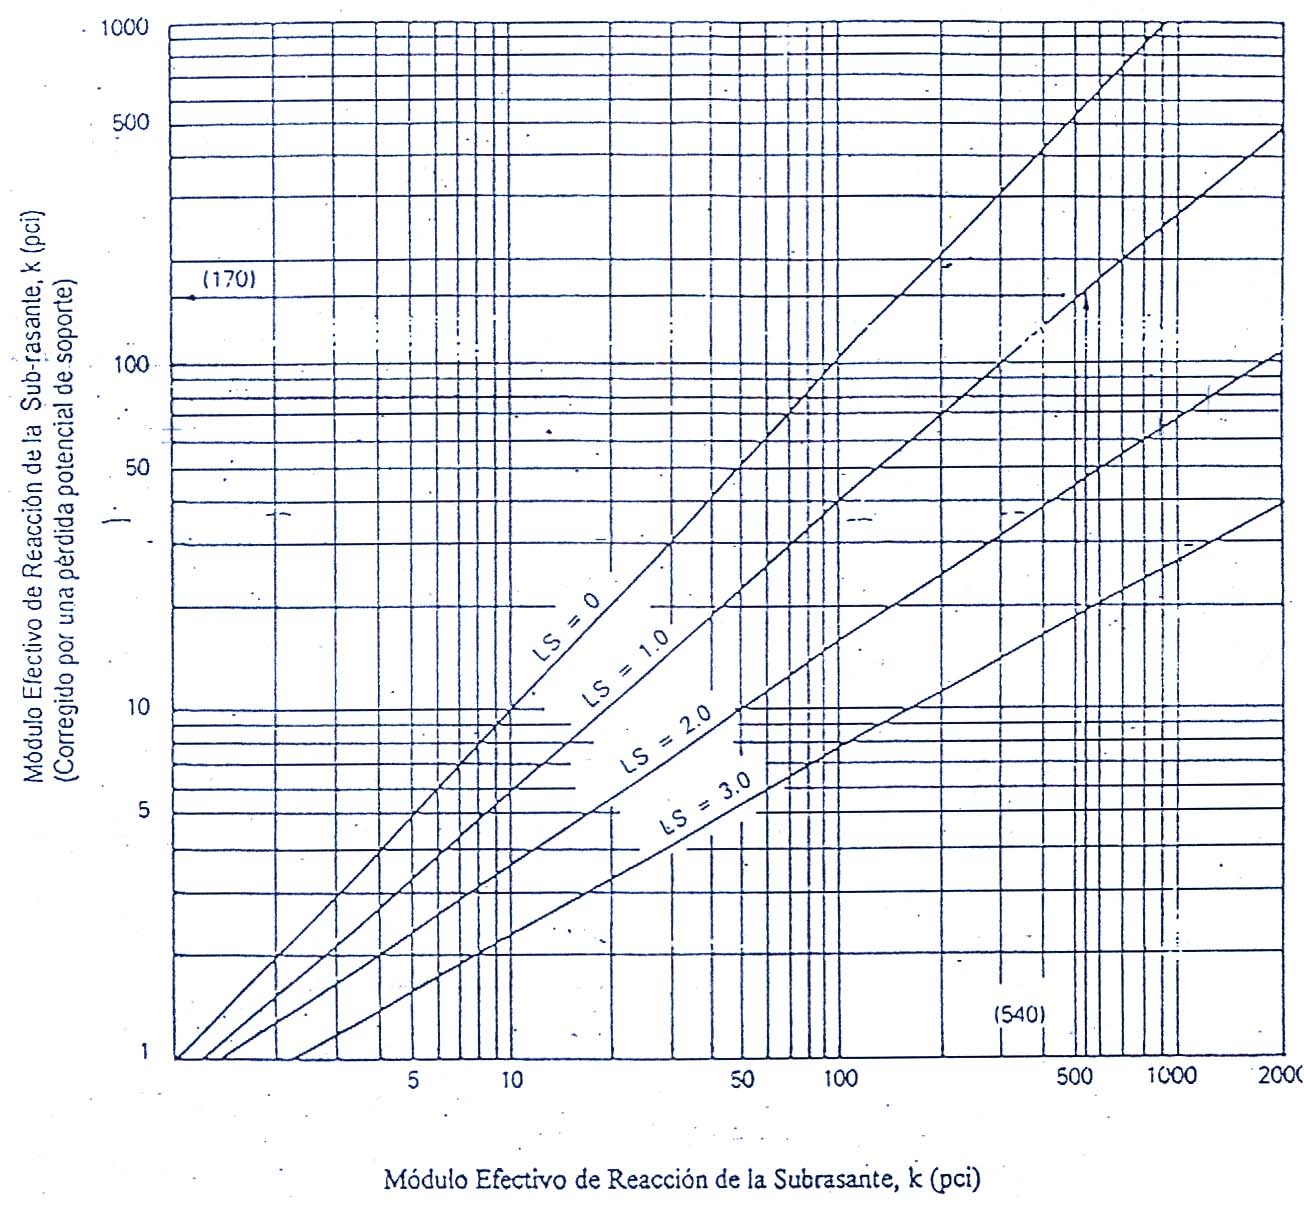 1000
500
100
50
10
5
1
Módulo Efectivo de Reacción de la Sub-rasante, k (pci)
(Corregido por una pérdida potencial de soporte)
(170)
LS = 0
LS = 1.0
LS = 2.0
LS = 3.0
(540)
5 10 50 100 500 1000 2000
Módulo Efectivo de Reacción de la Subrasante, k (pci)